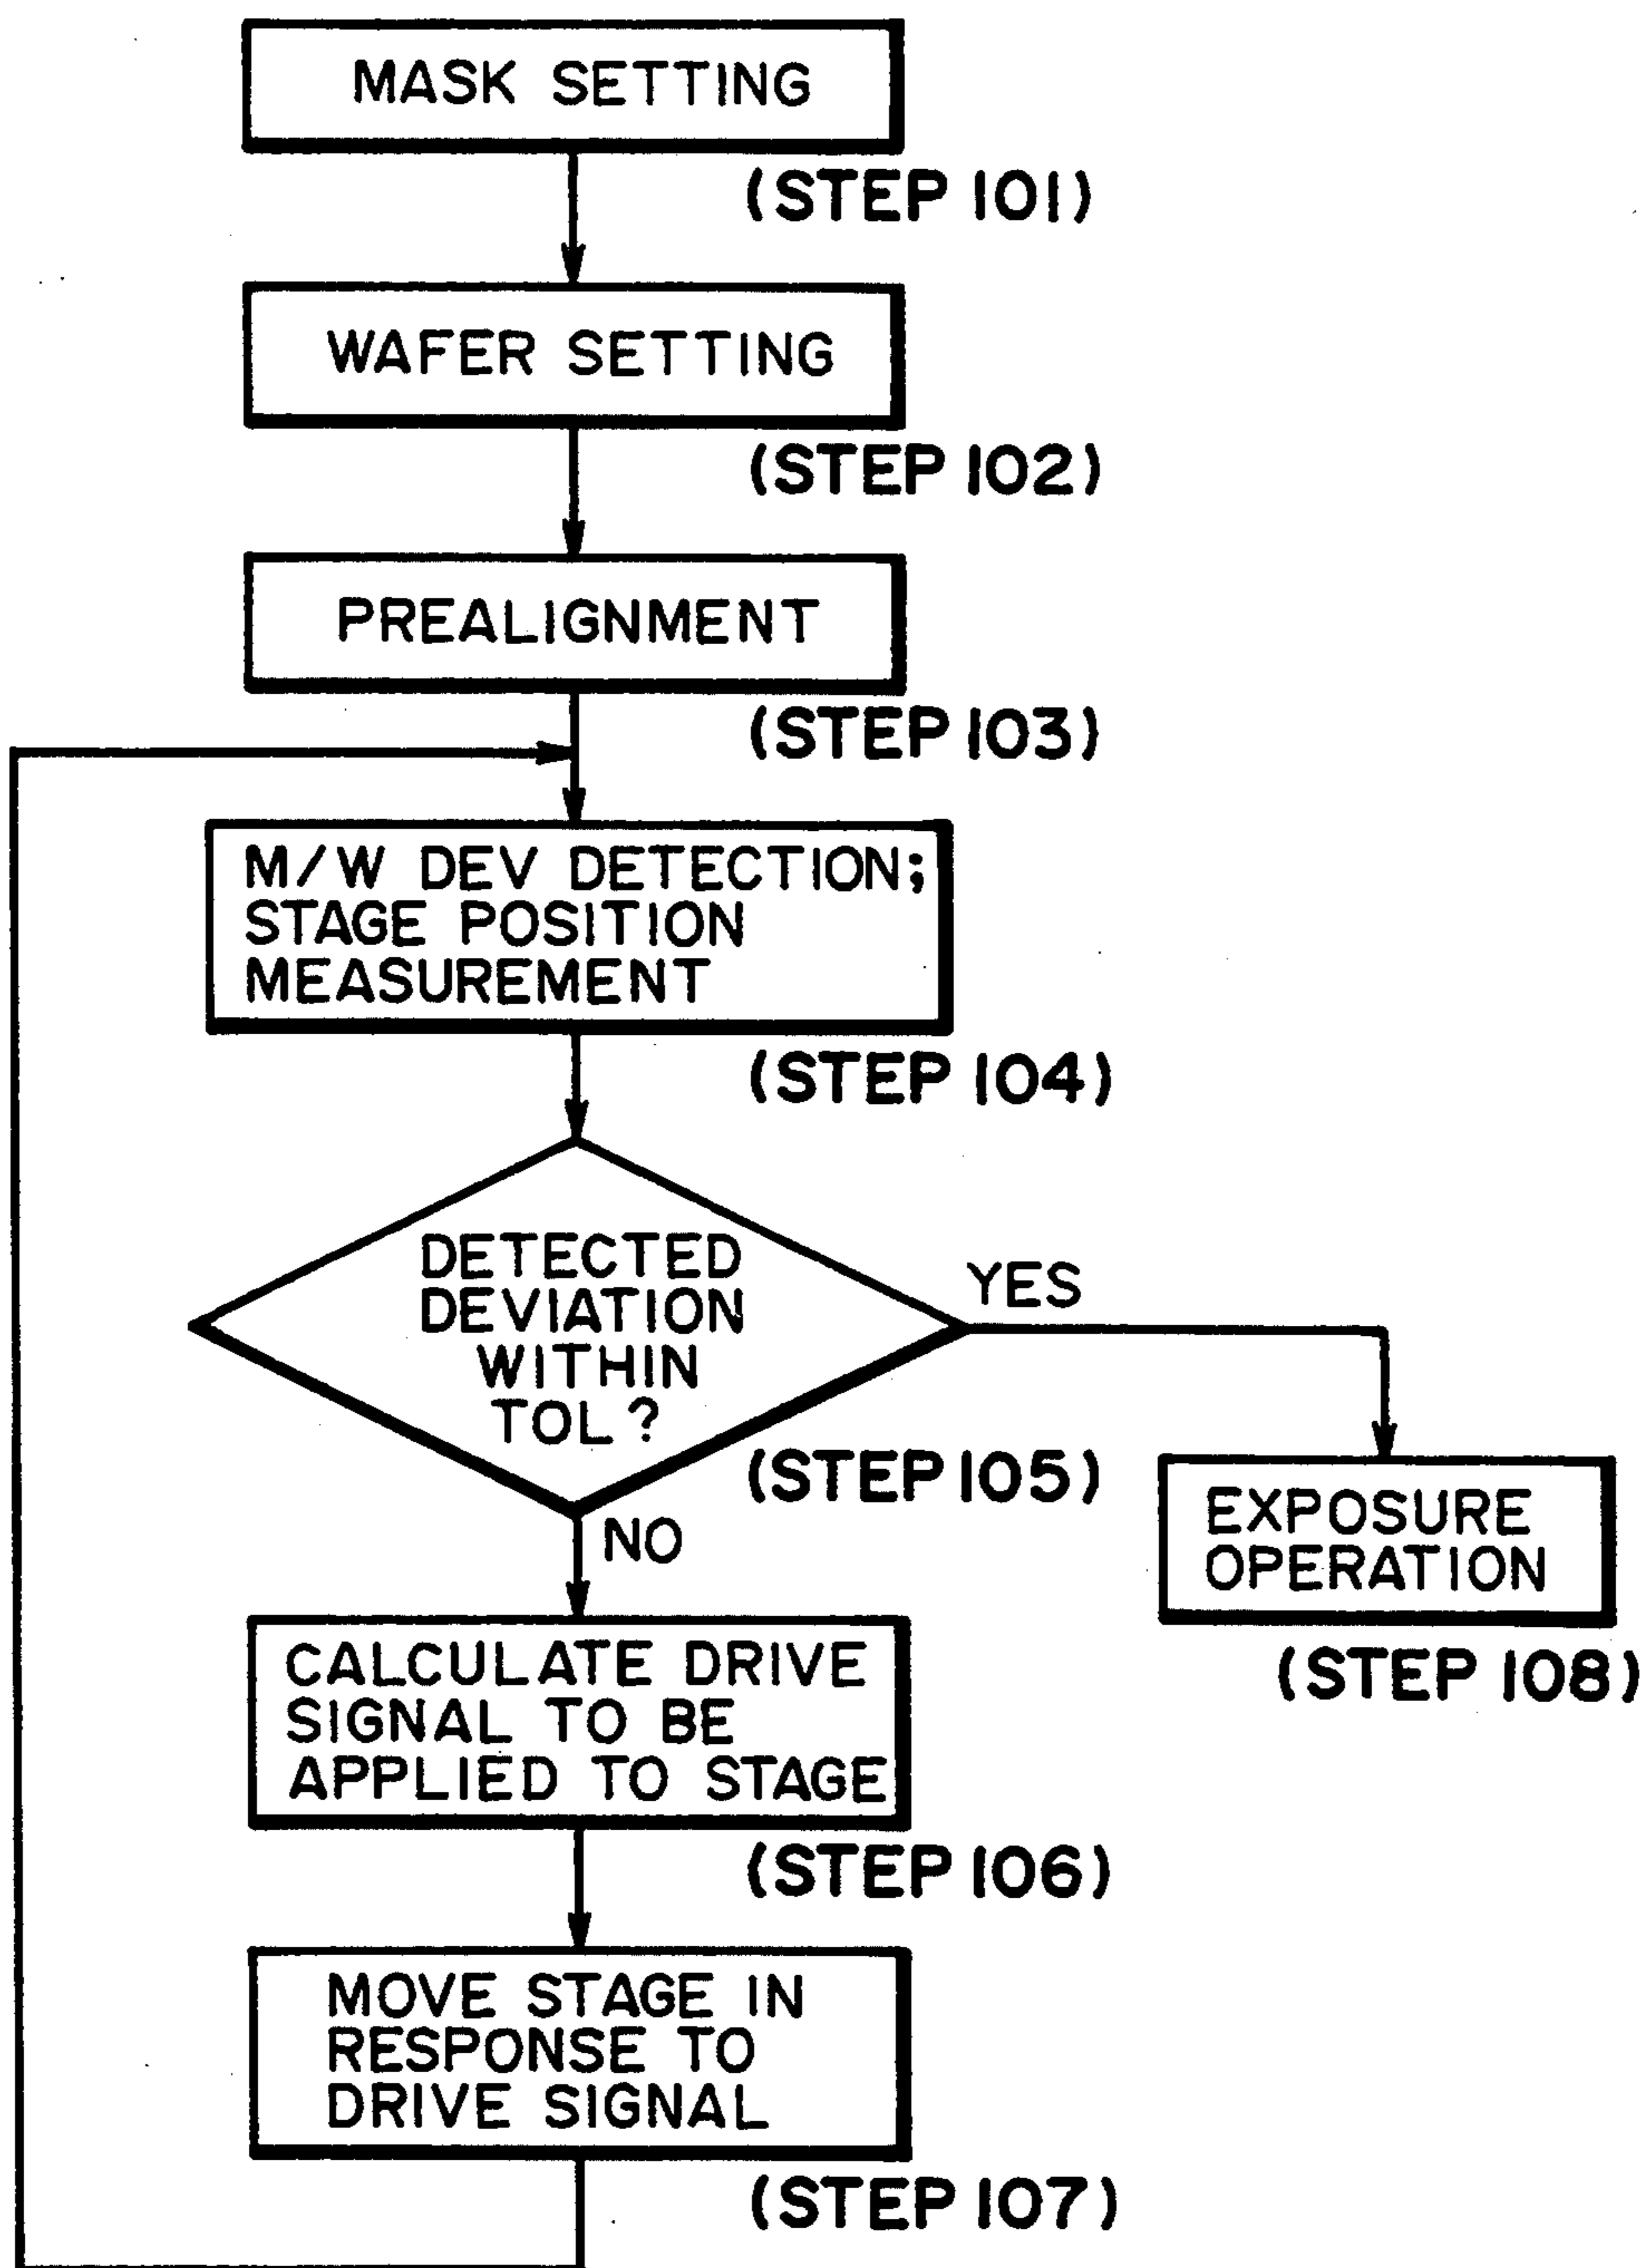 MASK SETTING
(STEP 101)
WAFER SETTING
(STEP 102)
PREALIGNMENT
(STEP 103)
M/W DEV DETECTION;
STAGE POSITION
MEASUREMENT
(STEP 104)
DETECTED
DEVIATION
WITHIN
TOL?
YES
(STEP 105)
NO
EXPOSURE
OPERATION
(STEP 108)
CALCULATE DRIVE
SIGNAL TO BE
APPLIED TO STAGE
(STEP 106)
MOVE STAGE IN
RESPONSE TO
DRIVE SIGNAL
(STEP 107)